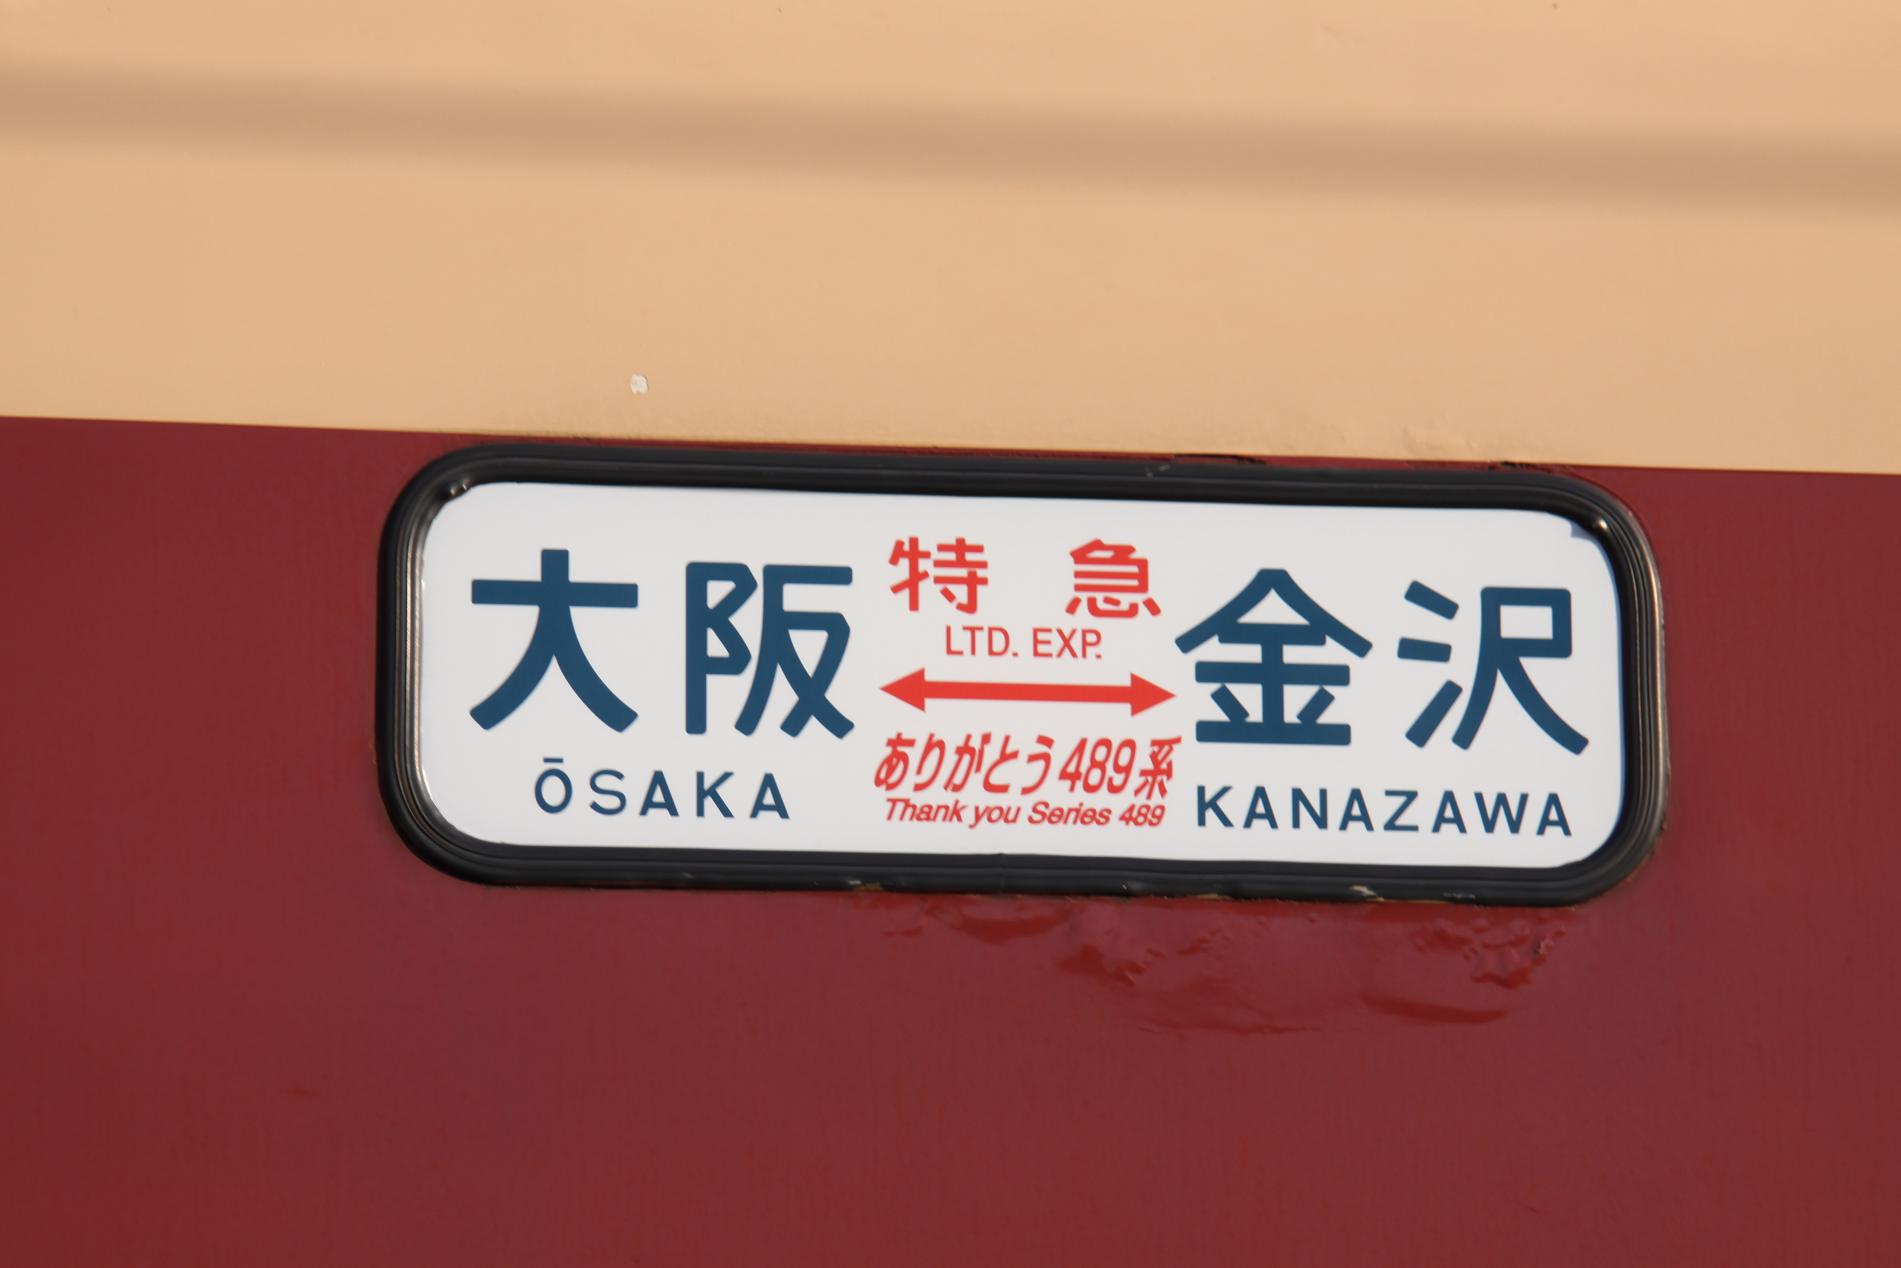 大阪
ŌSAKA
特急
LTD. EXP.
ありがとう489系
Thank you Series 489
金沢
KANAZAWA